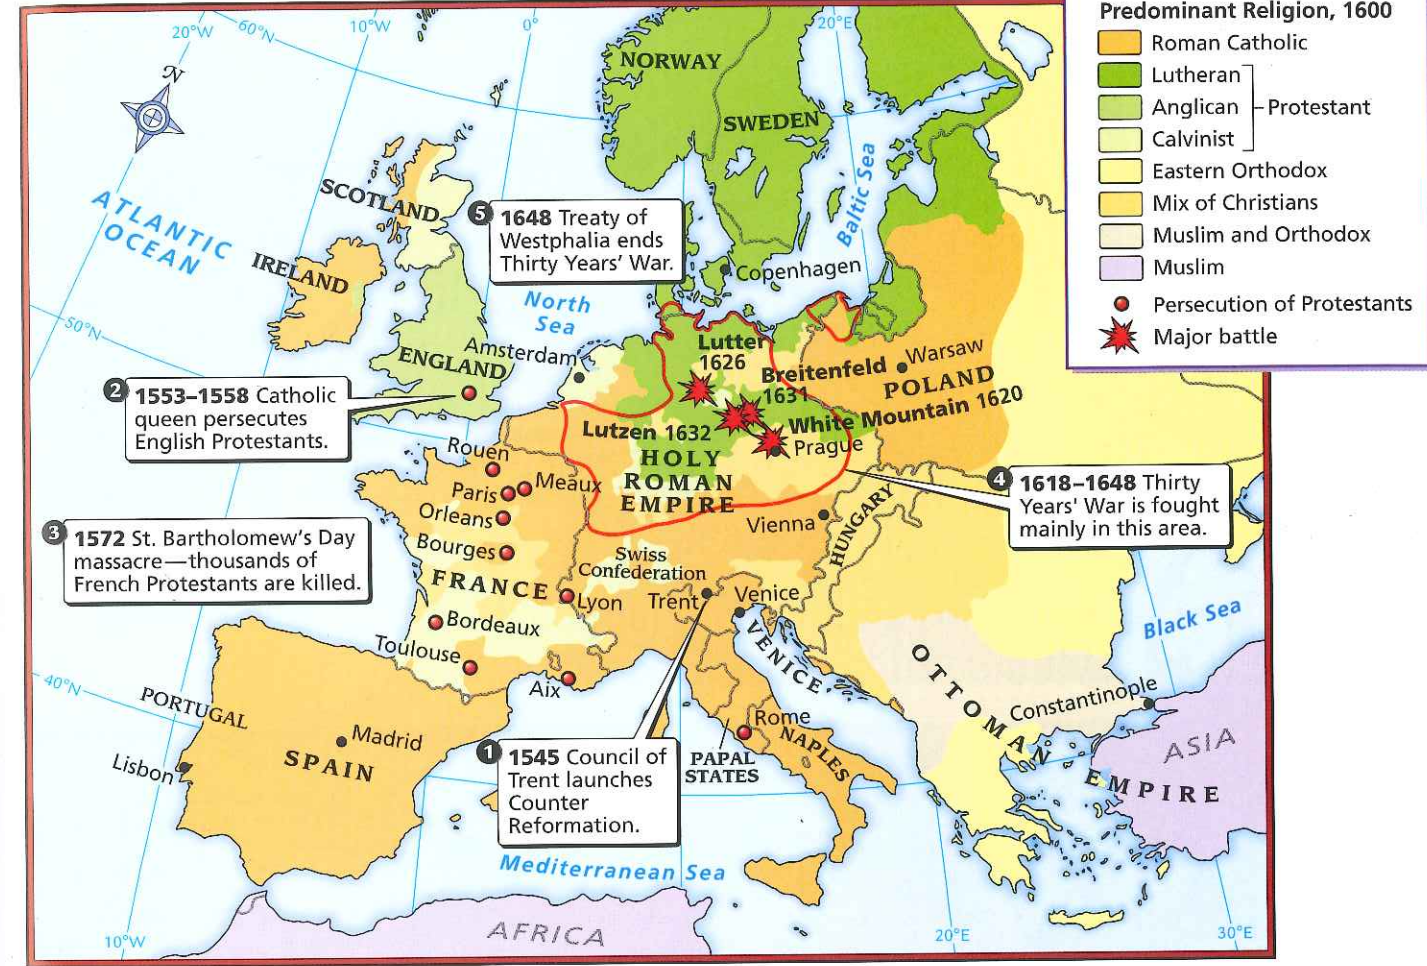 Predominant Religion, 1600
Roman Catholic
Lutheran
Anglican
Calvinist
Protestant
Eastern Orthodox
Mix of Christians
Muslim and Orthodox
Muslim
Persecution of Protestants
Major battle
20°W
60°N
10°W
0°
20°E
N
NORWAY
SWEDEN
Baltic Sea
ATLANTIC
OCEAN
SCOTLAND
IRELAND
5 1648 Treaty of
Westphalia ends
Thirty Years' War.
Copenhagen
North
Sea
50°N
ENGLAND
Amsterdam
Lutter
1626
Breitenfeld
1631
Warsaw
POLAND
2 1553–1558 Catholic
queen persecutes
English Protestants.
Lutzen 1632
White Mountain 1620
Prague
HOLY
ROMAN
EMPIRE
Rouen
Paris
Meaux
Orleans
Bourges
FRANCE
Lyon
Bordeaux
Toulouse
Aix
4 1618–1648 Thirty
Years' War is fought
mainly in this area.
Vienna
HUNGARY
3 1572 St. Bartholomew's Day
massacre—thousands of
French Protestants are killed.
Swiss
Confederation
Trent
Venice
VENICE
Black Sea
40°N
PORTUGAL
Lisbon
Madrid
SPAIN
1 1545 Council of
Trent launches
Counter
Reformation.
Rome
PAPAL
STATES
NAPLES
OTTOMAN
EMPIRE
Constantinople
ASIA
Mediterranean Sea
AFRICA
10°W
20°E
30°E